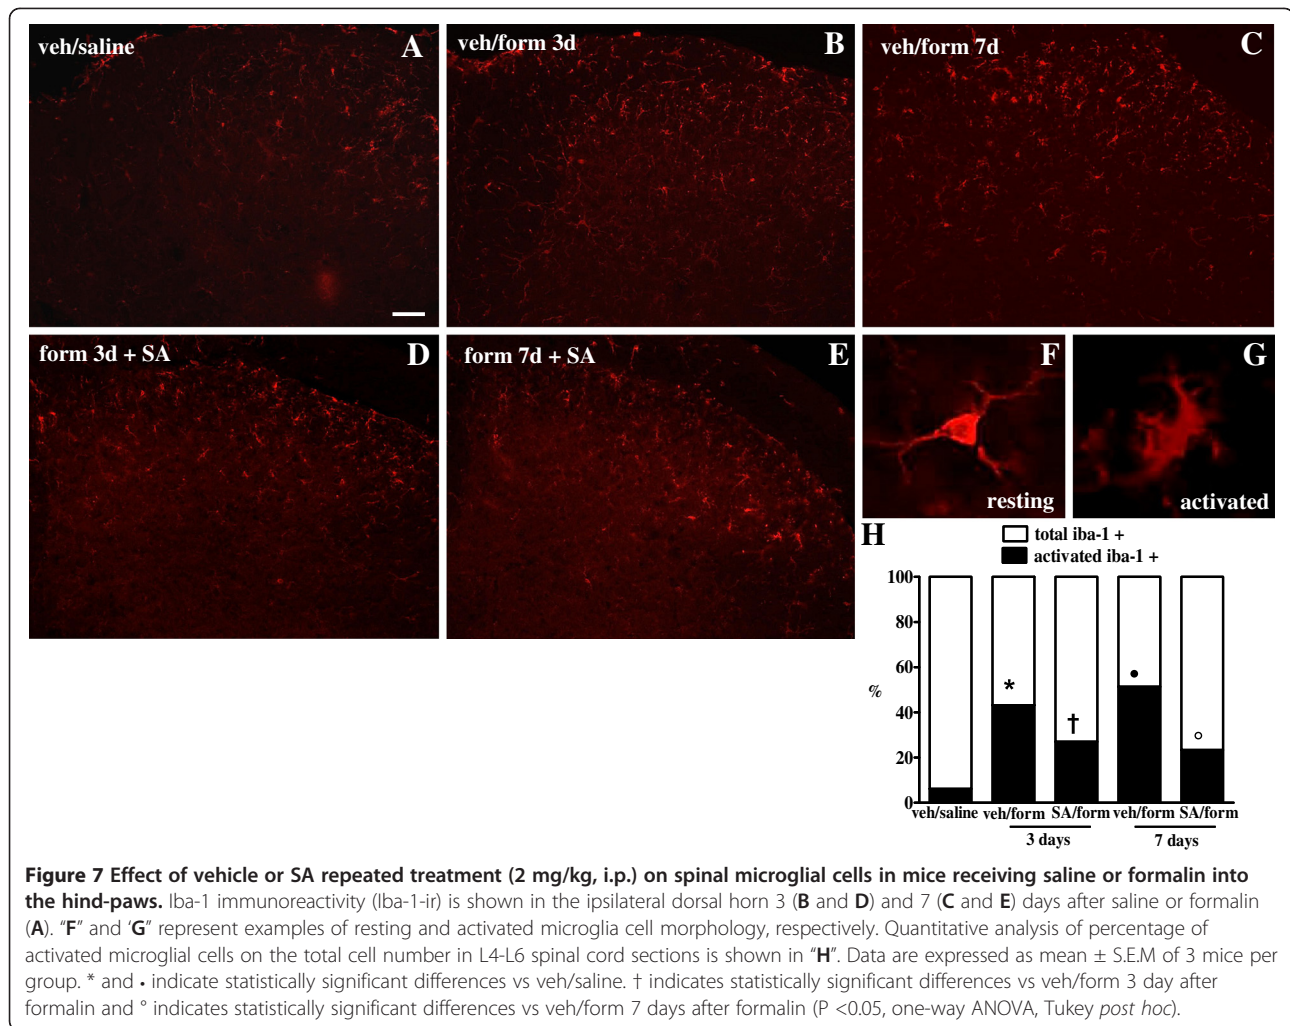 veh/saline
A
veh/form 3d
B
veh/form 7d
C
form 3d + SA
D
form 7d + SA
E
F
resting
G
activated
H
total iba-1 +
activated iba-1 +
100
80
60
40
20
0
%
*
†
•
°
veh/saline veh/form SA/form veh/form SA/form
3 days 7 days
Figure 7 Effect of vehicle or SA repeated treatment (2 mg/kg, i.p.) on spinal microglial cells in mice receiving saline or formalin into
the hind-paws. Iba-1 immunoreactivity (Iba-1-ir) is shown in the ipsilateral dorsal horn 3 (B and D) and 7 (C and E) days after saline or formalin
(A). "F" and 'G" represent examples of resting and activated microglia cell morphology, respectively. Quantitative analysis of percentage of
activated microglial cells on the total cell number in L4-L6 spinal cord sections is shown in "H". Data are expressed as mean ± S.E.M of 3 mice per
group. * and • indicate statistically significant differences vs veh/saline. † indicates statistically significant differences vs veh/form 3 day after
formalin and ° indicates statistically significant differences vs veh/form 7 days after formalin (P <0.05, one-way ANOVA, Tukey post hoc).